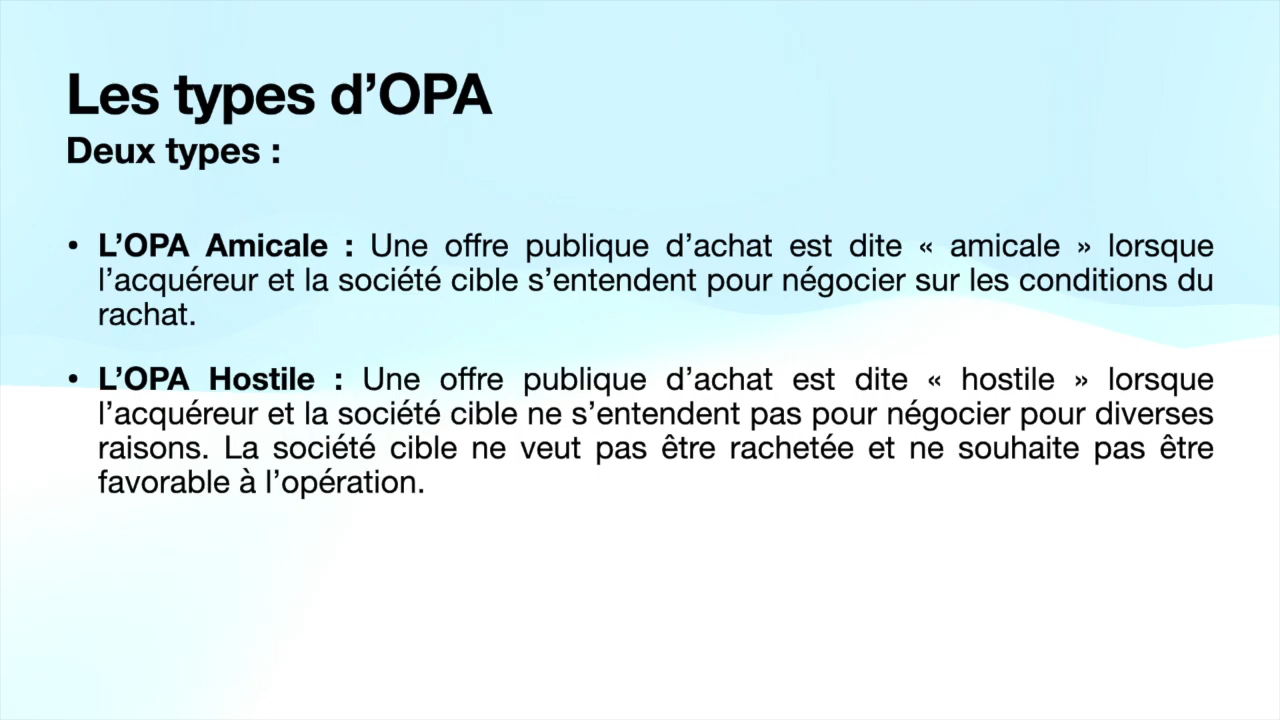 Les types d’OPA
Deux types :
• L’OPA Amicale : Une offre publique d’achat est dite « amicale » lorsque
l’acquéreur et la société cible s’entendent pour négocier sur les conditions du
rachat.
• L’OPA Hostile : Une offre publique d’achat est dite « hostile » lorsque
l’acquéreur et la société cible ne s’entendent pas pour négocier pour diverses
raisons. La société cible ne veut pas être rachetée et ne souhaite pas être
favorable à l’opération.